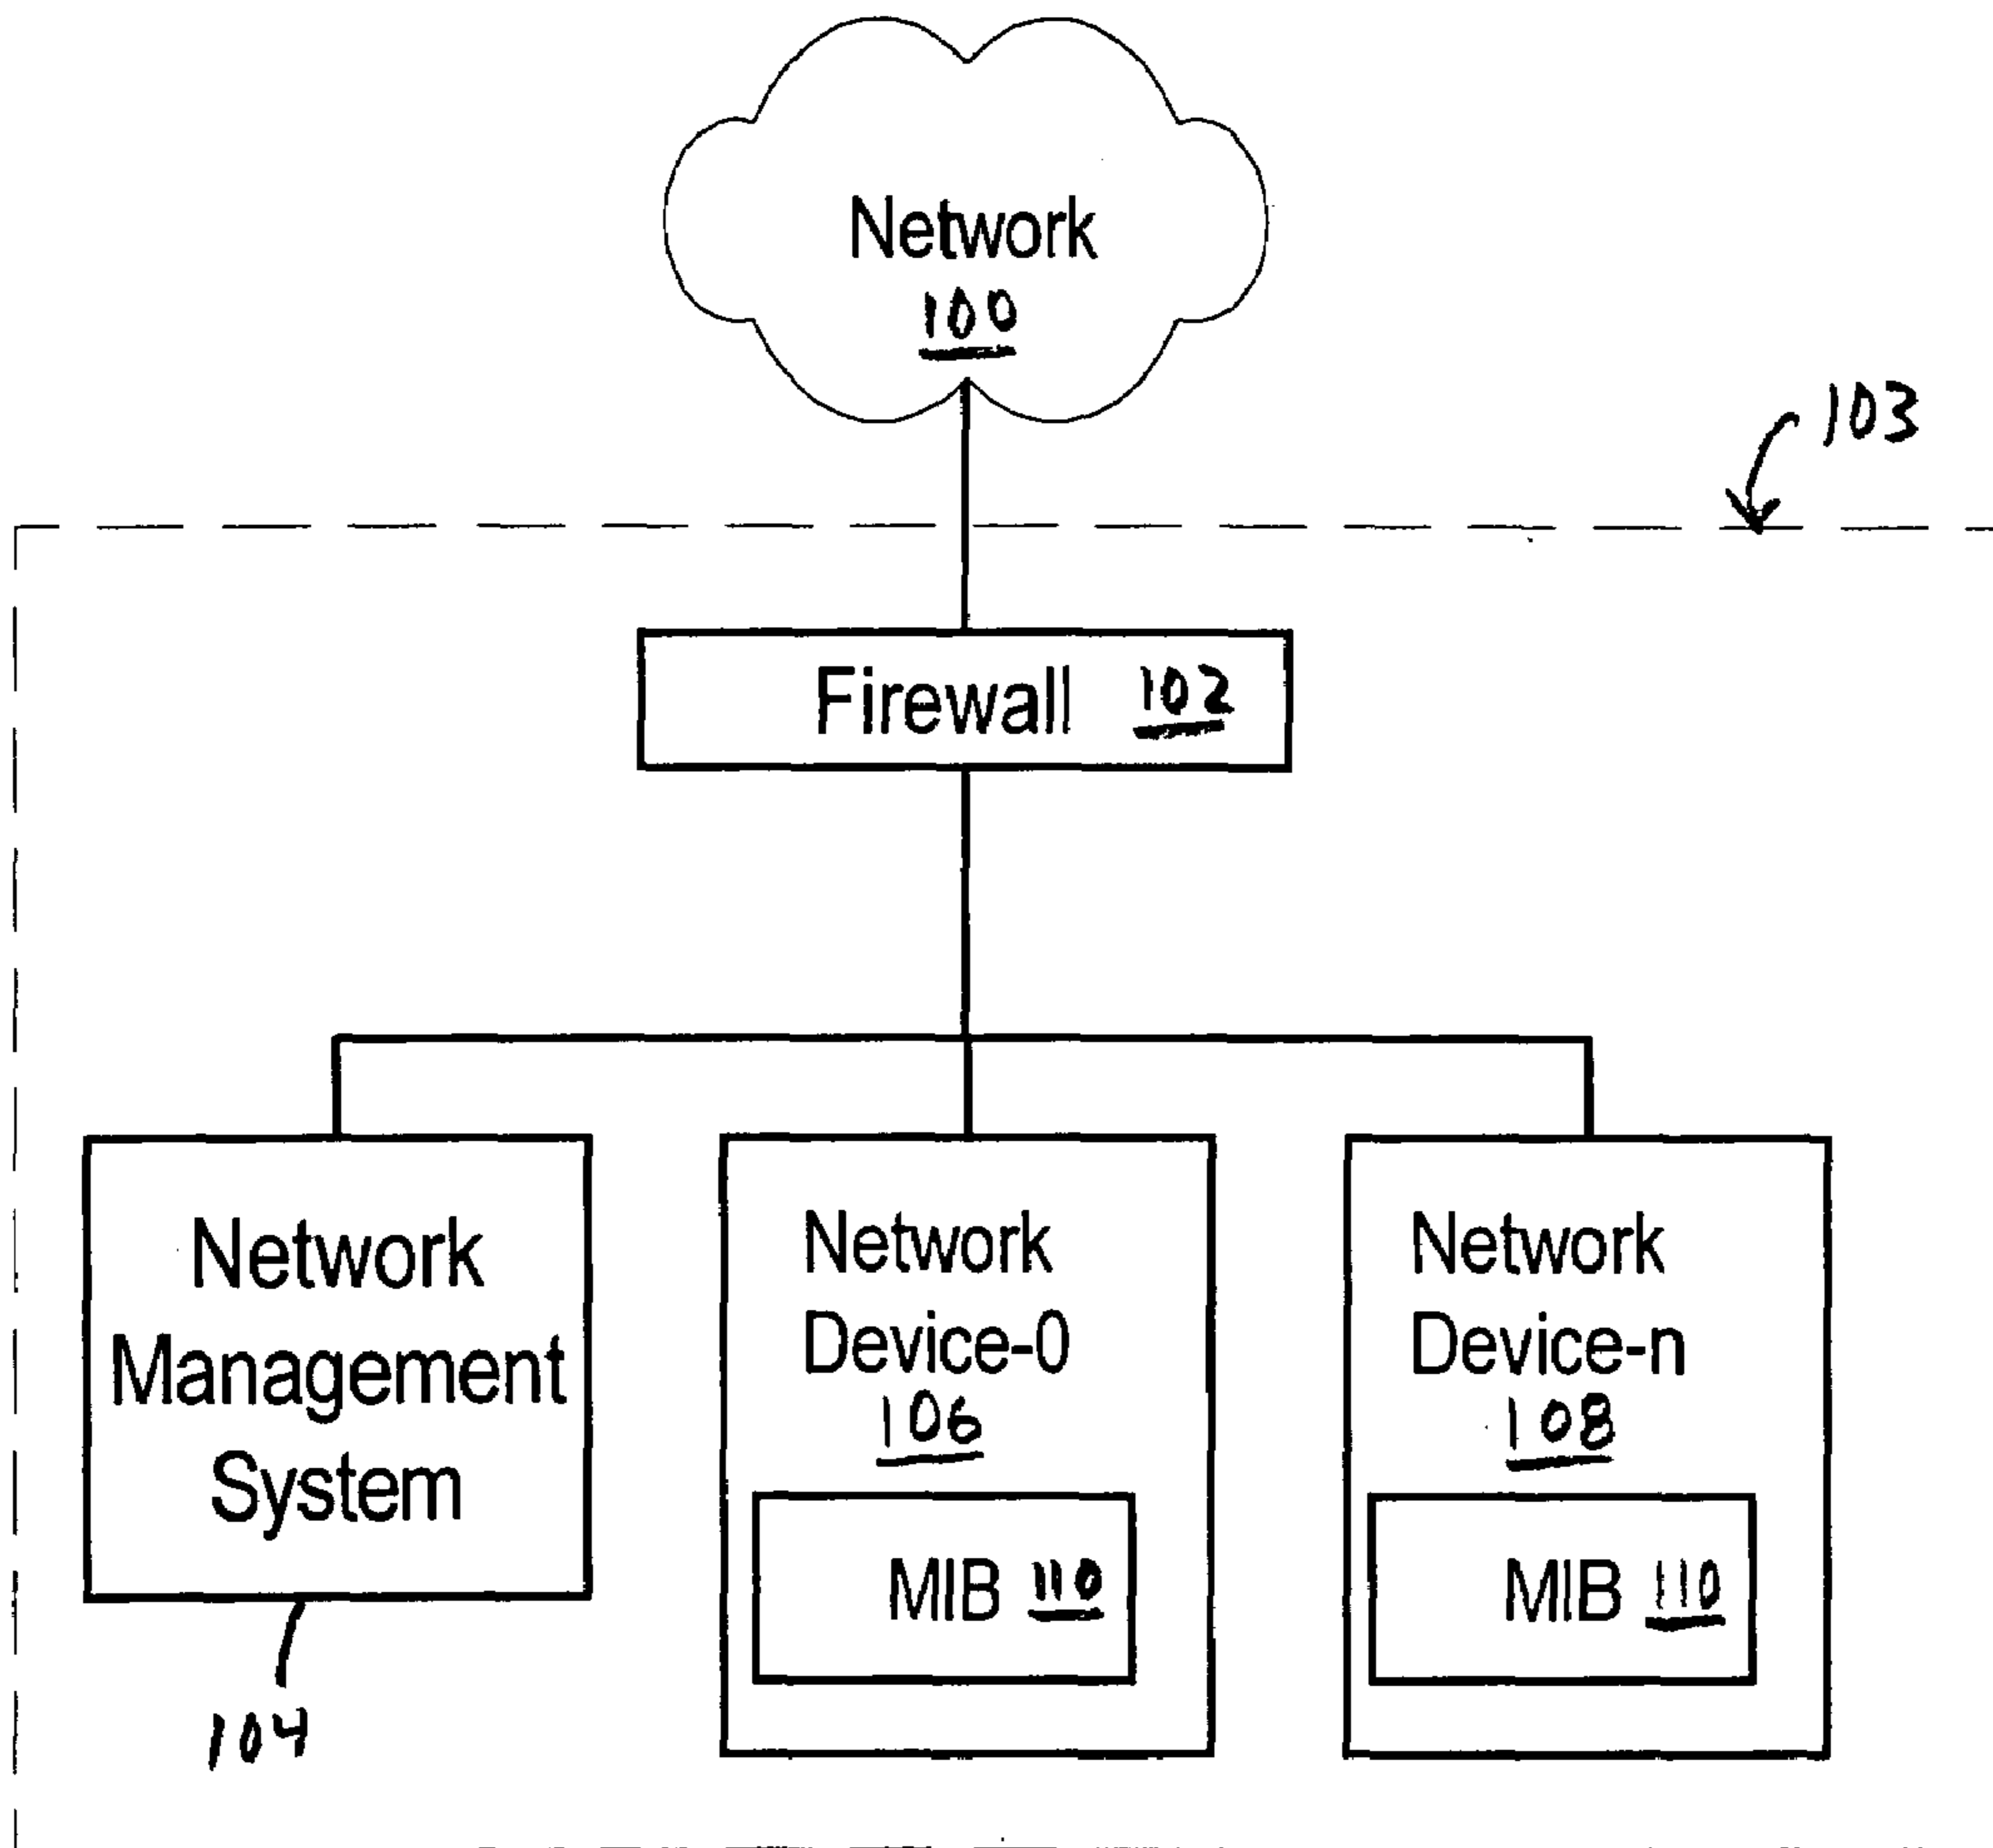 Network
100
103
Firewall 102
Network
Management
System
104
Network
Device-0
106
MIB 110
Network
Device-n
108
MIB 110